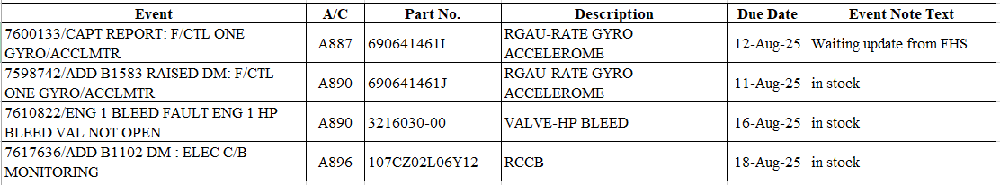 Event A/C Part No. Description Due Date Event Note Text
7600133/CAPT REPORT: F/CTL ONE
GYRO/ACCLMTR A887 690641461I RGAU-RATE GYRO
ACCELEROME 12-Aug-25 Waiting update from FHS
7598742/ADD B1583 RAISED DM: F/CTL
ONE GYRO/ACCLMTR A890 690641461J RGAU-RATE GYRO
ACCELEROME 11-Aug-25 in stock
7610822/ENG 1 BLEED FAULT ENG 1 HP
BLEED VAL NOT OPEN A890 3216030-00 VALVE-HP BLEED 16-Aug-25 in stock
7617636/ADD B1102 DM : ELEC C/B
MONITORING A896 107CZ02L06Y12 RCCB 18-Aug-25 in stock